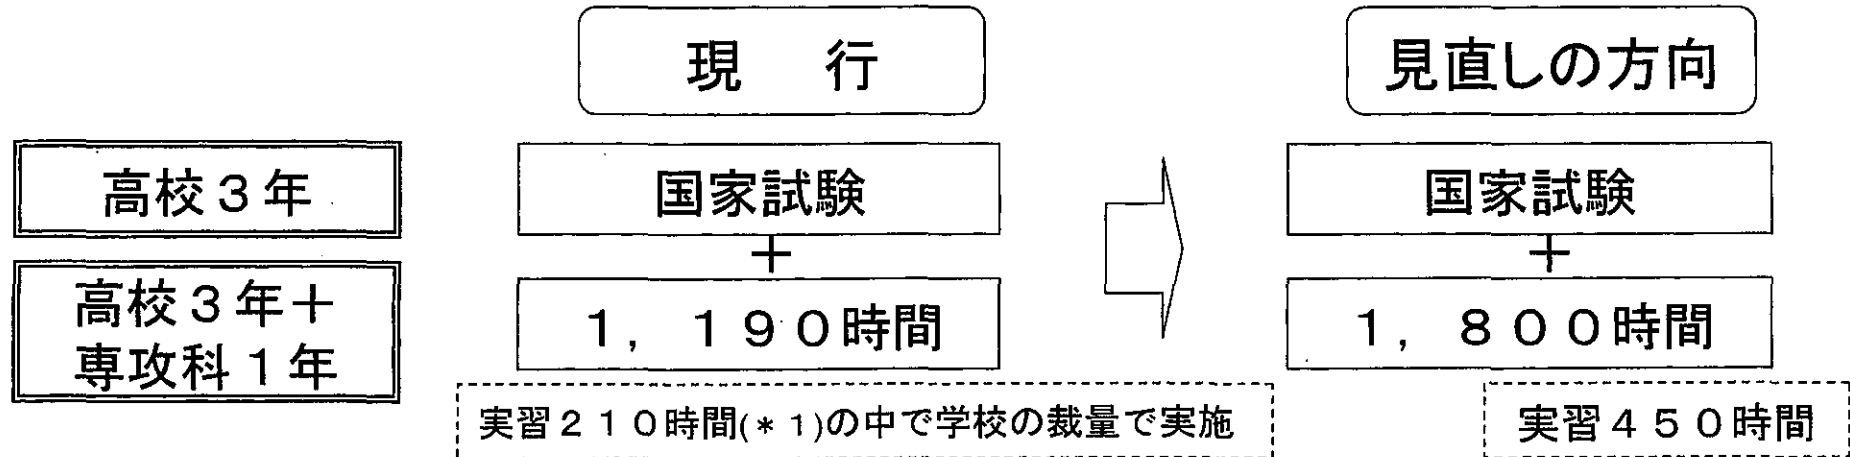 現　行
見直しの方向
高校３年
国家試験
国家試験
＋
＋
高校３年＋
専攻科１年
１，１９０時間
１，８００時間
実習２１０時間(＊1)の中で学校の裁量で実施
実習４５０時間